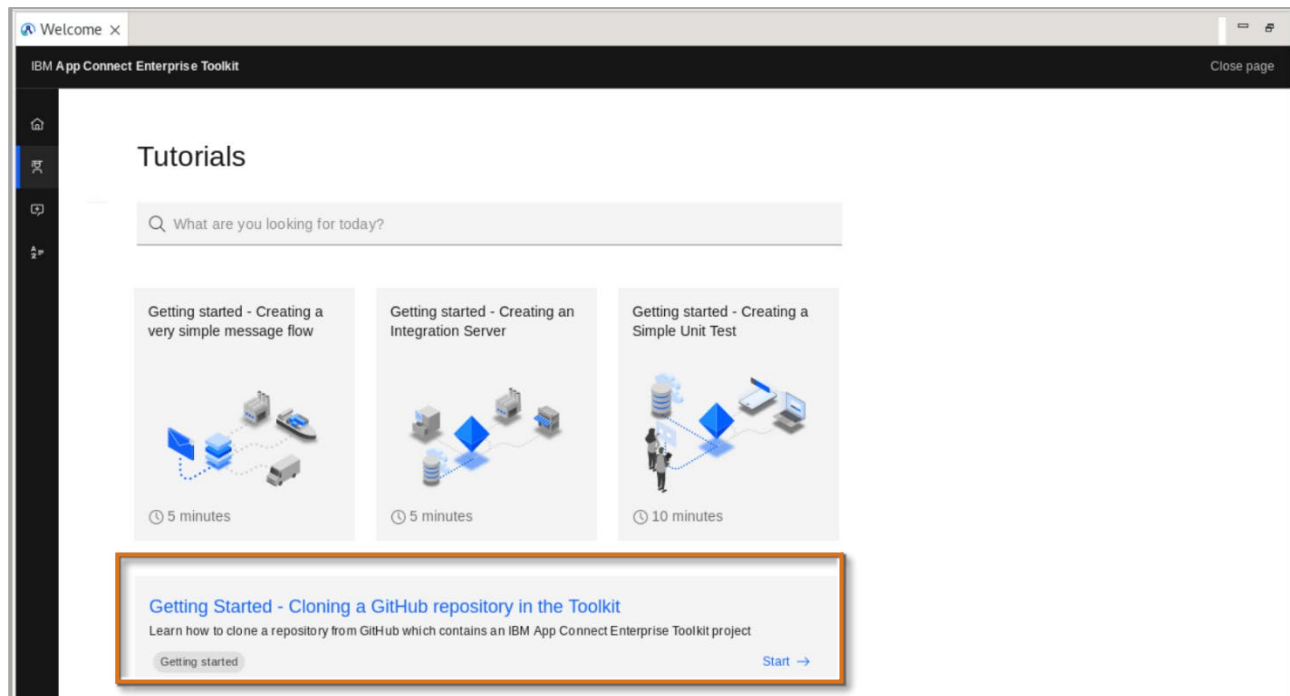 Welcome
IBM App Connect Enterprise Toolkit
Close page
Tutorials
What are you looking for today?
Getting started - Creating a
very simple message flow
5 minutes
Getting started - Creating an
Integration Server
5 minutes
Getting started - Creating a
Simple Unit Test
10 minutes
Getting Started - Cloning a GitHub repository in the Toolkit
Learn how to clone a repository from GitHub which contains an IBM App Connect Enterprise Toolkit project
Getting started
Start →